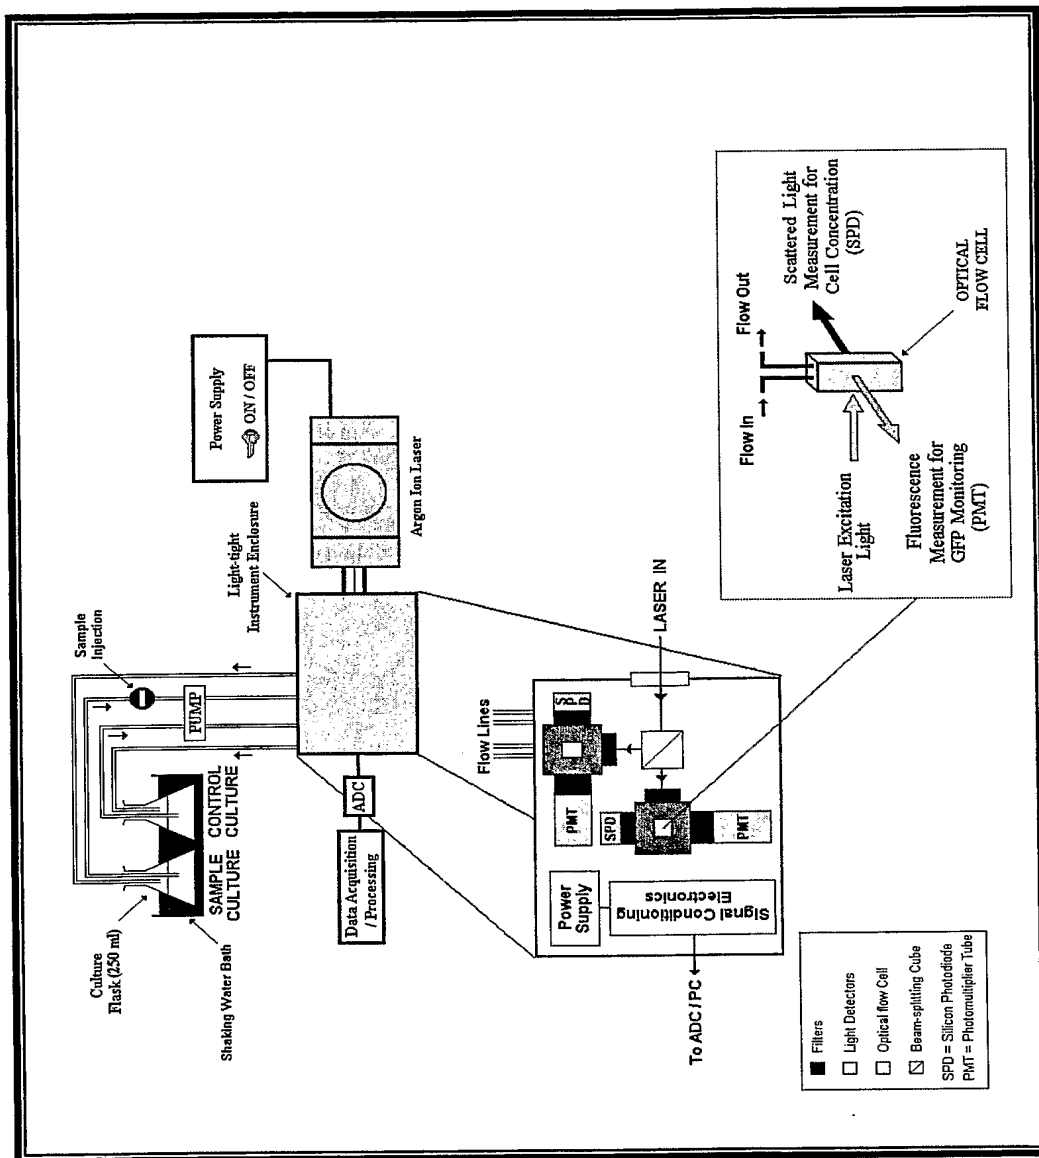 Culture
Flask (250 ml)
Shaking Water Bath
SAMPLE
CULTURE
CONTROL
CULTURE
Sample
Injection
PUMP
Light-tight
Instrument Enclosure
Power Supply
ON / OFF
Argon Ion Laser
ADC
Data Acquisition
/ Processing
Flow Lines
LASER IN
SPD
PMT
SPD
PMT
Power
Supply
Signal Conditioning
Electronics
To ADC / PC
Flow In
Flow Out
Scattered Light
Measurement for
Cell Concentration
(SPD)
Laser Excitation
Light
Fluorescence
Measurement for
GFP Monitoring
(PMT)
OPTICAL
FLOW CELL
Filters
Light Detectors
Optical flow Cell
Beam-splitting Cube
SPD = Silicon Photodiode
PMT = Photomultiplier Tube